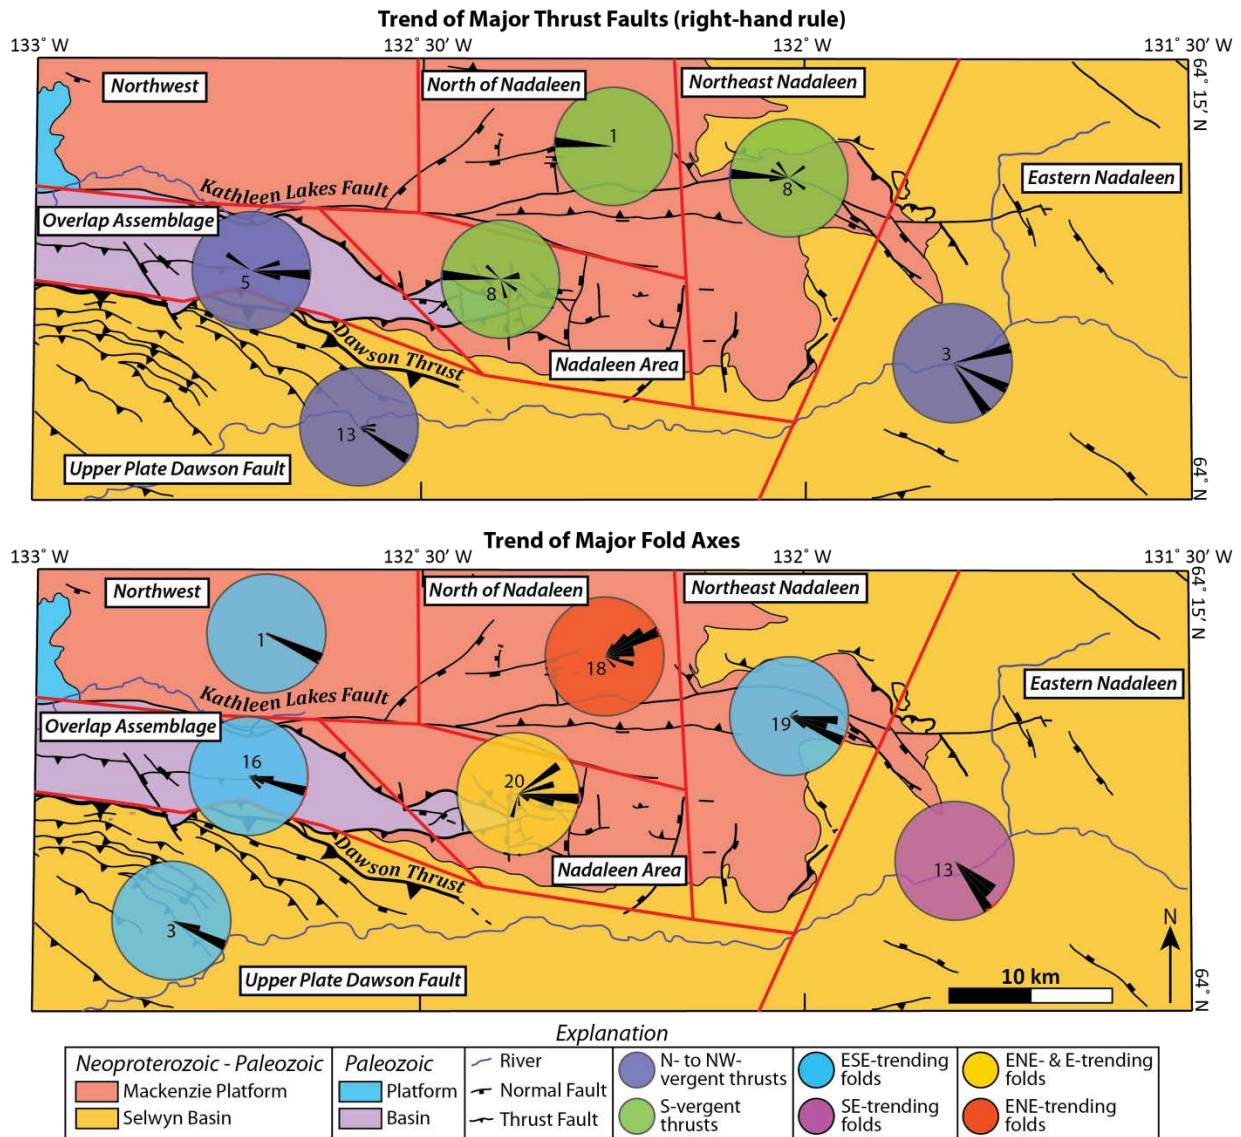 Trend of Major Thrust Faults (right-hand rule)
133° W
132° 30' W
132° W
131° 30' W
64° 15' N
Northwest
North of Nadaleen
Northeast Nadaleen
1
8
Kathleen Lakes Fault
Eastern Nadaleen
Overlap Assemblage
5
8
3
Dawson Thrust
Nadaleen Area
13
Upper Plate Dawson Fault
64° N
Trend of Major Fold Axes
133° W
132° 30' W
132° W
131° 30' W
64° 15' N
Northwest
North of Nadaleen
Northeast Nadaleen
1
18
Kathleen Lakes Fault
Eastern Nadaleen
Overlap Assemblage
19
16
20
Dawson Thrust
Nadaleen Area
13
3
N
Upper Plate Dawson Fault
10 km
64° N
Explanation
Neoproterozoic - Paleozoic
Mackenzie Platform
Selwyn Basin
Paleozoic
Platform
Basin
River
Normal Fault
Thrust Fault
N- to NW-
vergent thrusts
S-vergent
thrusts
ESE-trending
folds
SE-trending
folds
ENE- & E-trending
folds
ENE-trending
folds